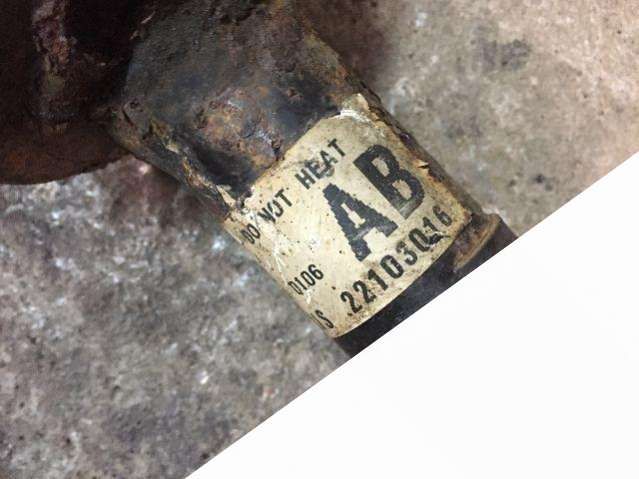 DO NOT HEAT
AB
0106
S 22103016